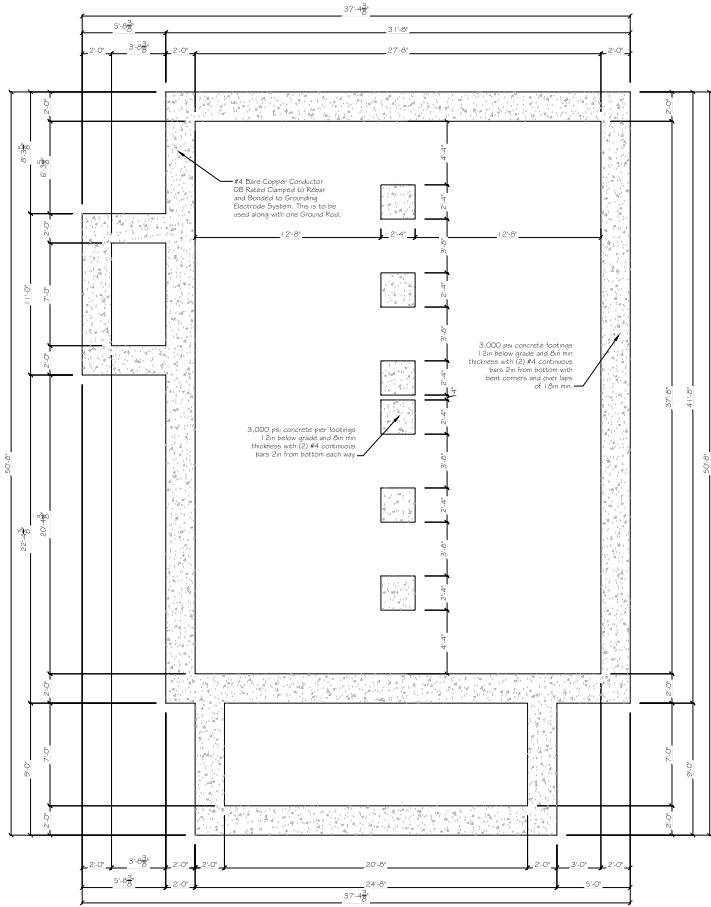 37'-4 3/8"
5'-8 3/8" 31'-8"
2'-0" 3'-8 3/8" 2'-0" 27'-8" 2'-0"
2'-0" 2'-0"
8'-3 5/8" 6'-3 5/8" 4'-4"
#4 Bare Copper Conductor
DB Rated Clamped to Rebar
and Bonded to Grounding
Electrode System. This is to be
used along with one Ground Rod.
2'-4"
2'-0" 12'-8" 2'-4" 12'-8" 3'-8"
11'-0" 7'-0" 2'-4"
3'-8"
3,000 psi concrete footings
12in below grade and 8in min
thickness with (2) #4 continuous
bars 2in from bottom with
bent corners and over laps
of 18in min.
2'-0" 2'-4" 37'-8" 41'-8"
4"
2'-4"
3,000 psi concrete pier footings
12in below grade and 8in min
thickness with (2) #4 continuous
bars 2in from bottom each way
50'-8" 3'-8" 50'-8"
2'-4"
22'-4 3/8" 20'-4 3/8" 3'-8"
2'-4"
4'-4"
2'-0" 2'-0"
9'-0" 7'-0" 7'-0" 9'-0"
2'-0" 2'-0"
2'-0" 3'-8 3/8" 2'-0" 2'-0" 20'-8" 2'-0" 3'-0" 2'-0"
5'-8 3/8" 2'-0" 24'-8" 5'-0"
37'-4 3/8"